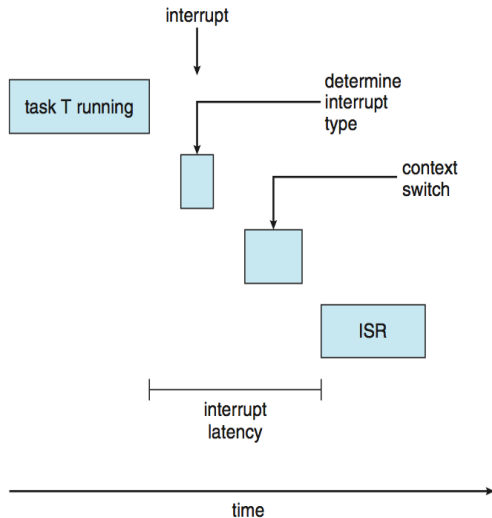 interrupt
task T running
determine
interrupt
type
context
switch
ISR
interrupt
latency
time